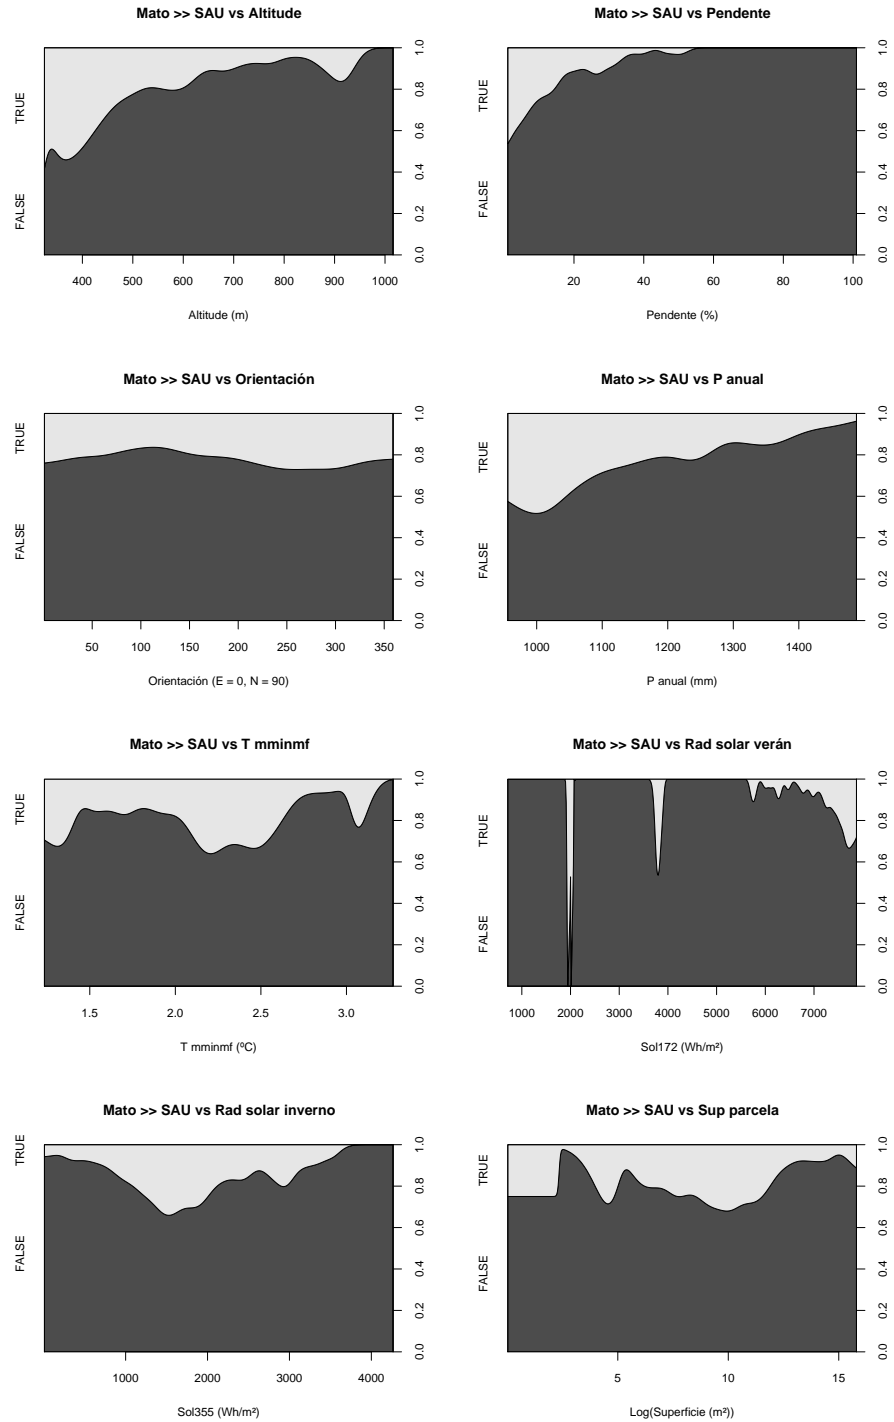 Mato >> SAU vs Altitude
FALSE TRUE
0.0 0.2 0.4 0.6 0.8 1.0
400 500 600 700 800 900 1000
Altitude (m)
Mato >> SAU vs Pendente
FALSE TRUE
0.0 0.2 0.4 0.6 0.8 1.0
20 40 60 80 100
Pendente (%)
Mato >> SAU vs Orientación
FALSE TRUE
0.0 0.2 0.4 0.6 0.8 1.0
50 100 150 200 250 300 350
Orientación (E = 0, N = 90)
Mato >> SAU vs P anual
FALSE TRUE
0.0 0.2 0.4 0.6 0.8 1.0
1000 1100 1200 1300 1400
P anual (mm)
Mato >> SAU vs T mminmf
FALSE TRUE
0.0 0.2 0.4 0.6 0.8 1.0
1.5 2.0 2.5 3.0
T mminmf (ºC)
Mato >> SAU vs Rad solar verán
FALSE TRUE
0.0 0.2 0.4 0.6 0.8 1.0
1000 2000 3000 4000 5000 6000 7000
Sol172 (Wh/m²)
Mato >> SAU vs Rad solar inverno
FALSE TRUE
0.0 0.2 0.4 0.6 0.8 1.0
1000 2000 3000 4000
Sol355 (Wh/m²)
Mato >> SAU vs Sup parcela
FALSE TRUE
0.0 0.2 0.4 0.6 0.8 1.0
5 10 15
Log(Superficie (m²))